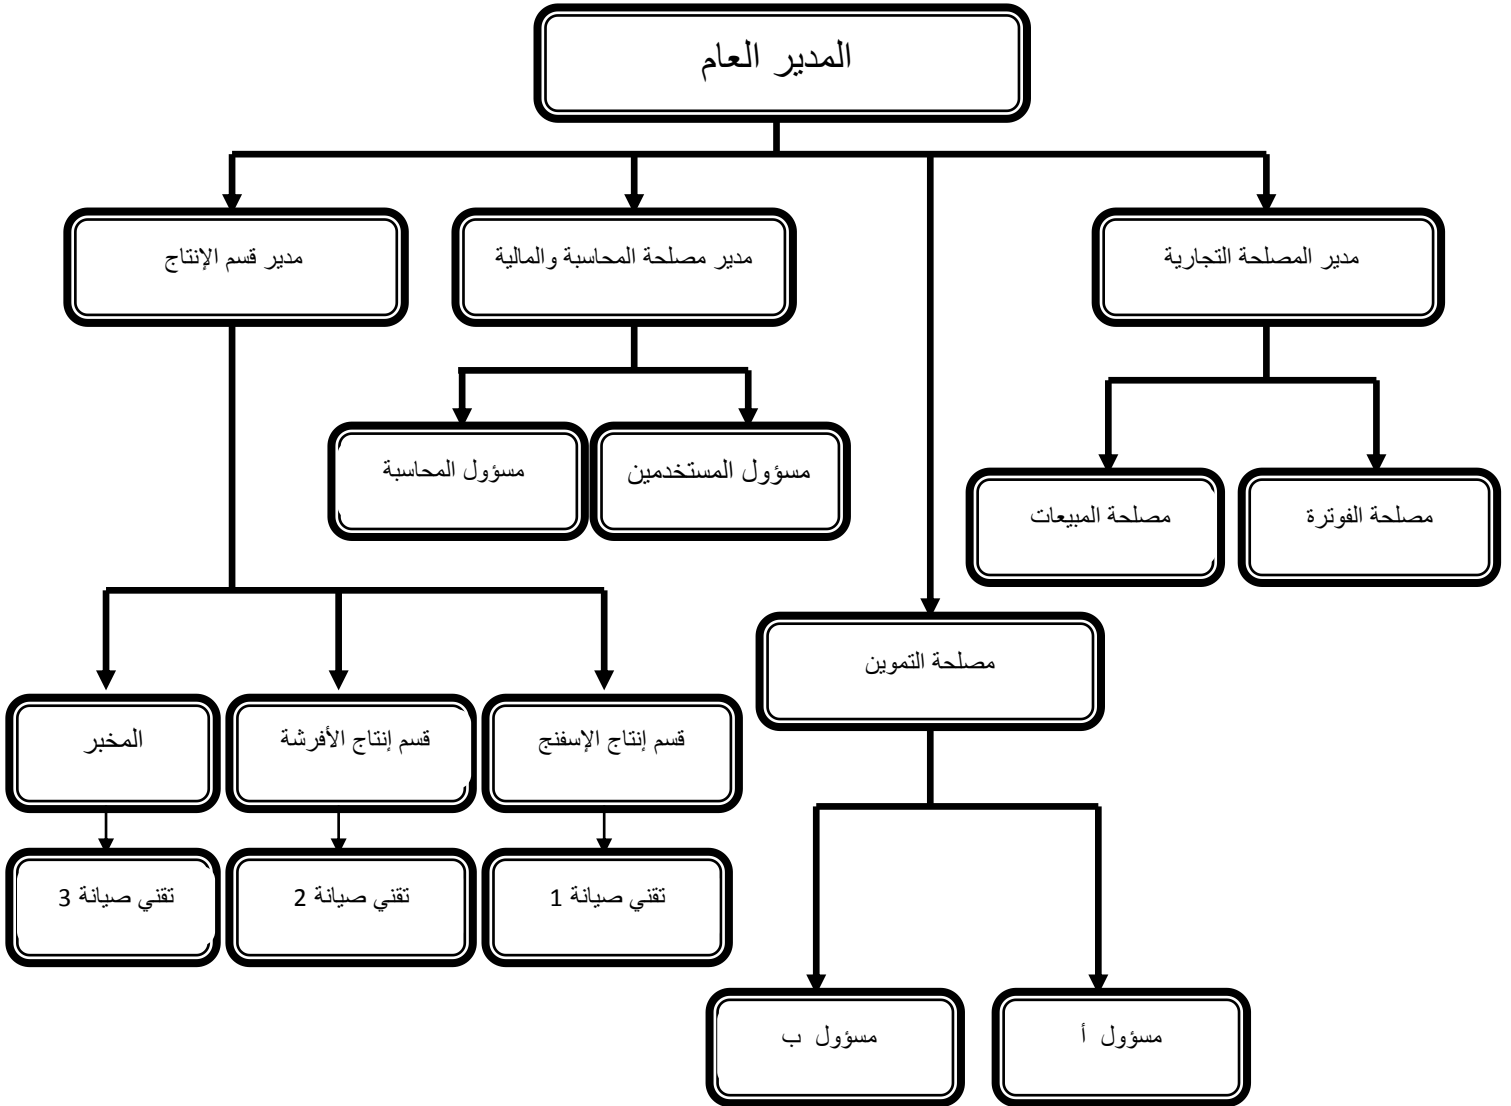 المدير العام
مدير المصلحة التجارية
مدير مصلحة المحاسبة والمالية
مدير قسم الإنتاج
مسؤول المستخدمين
مسؤول المحاسبة
مصلحة الفوترة
مصلحة المبيعات
مصلحة التموين
قسم إنتاج الإسفنج
قسم إنتاج الأفرشة
المخبر
تقني صيانة 1
تقني صيانة 2
تقني صيانة 3
مسؤول أ
مسؤول ب